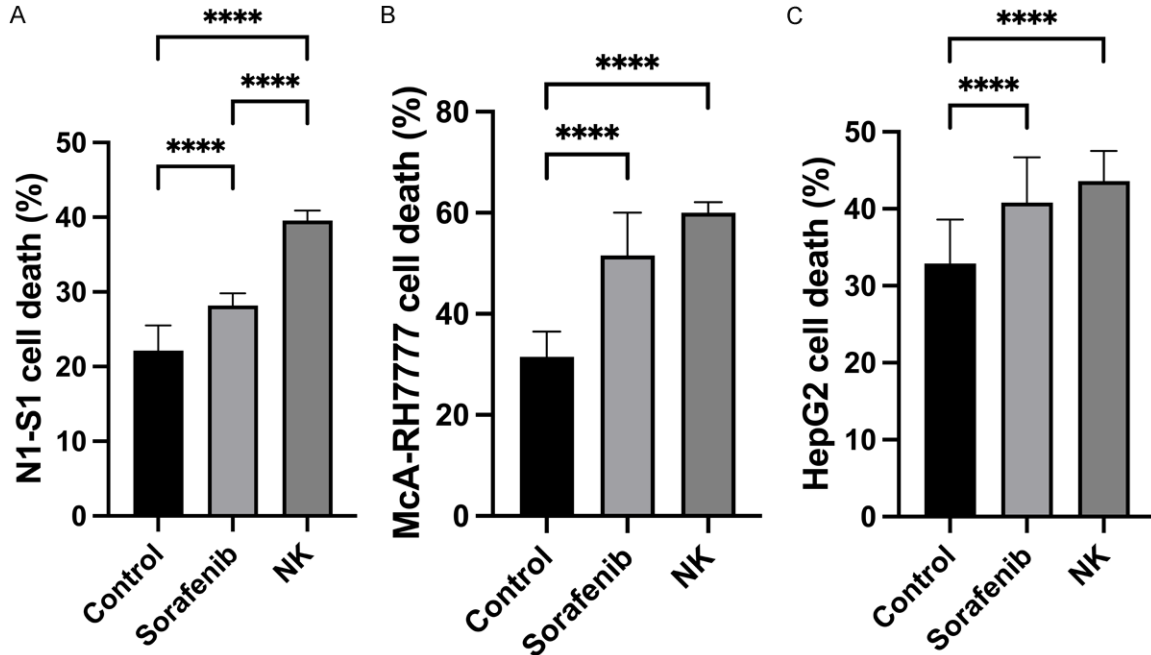 A
****
****
****
N1-S1 cell death (%)
50
40
30
20
10
0
Control
Sorafenib
NK
B
****
****
McA-RH7777 cell death (%)
80
60
40
20
0
Control
Sorafenib
NK
C
****
****
HepG2 cell death (%)
50
40
30
20
10
0
Control
Sorafenib
NK